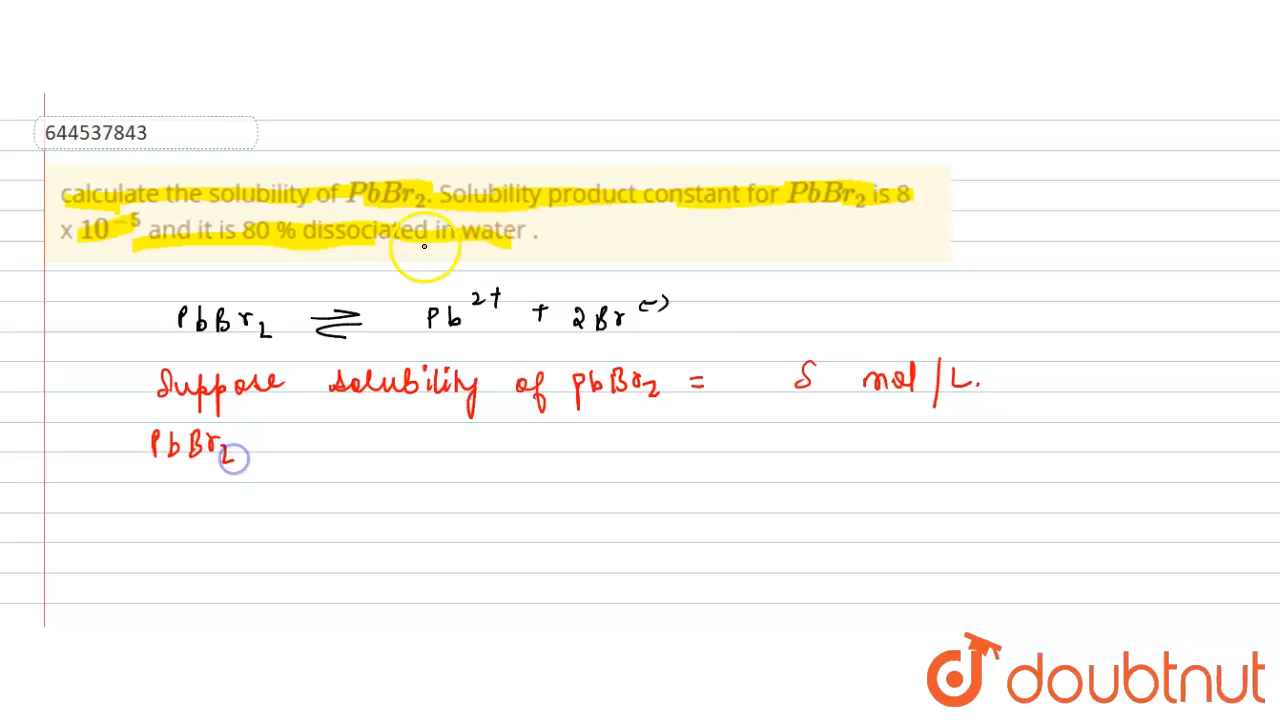 644537843
calculate the solubility of PbBr₂. Solubility product constant for PbBr₂ is 8
x 10⁻⁵ and it is 80 % dissociated in water .
PbBr₂ ⇌ Pb²⁺ + 2Br⁽⁻⁾
Suppose solubility of PbBr₂ = S mol/L.
PbBr₂
doubtnut